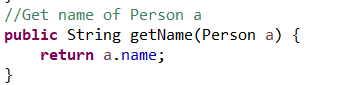 //Get name of Person a
public String getName(Person a) {
    return a.name;
}